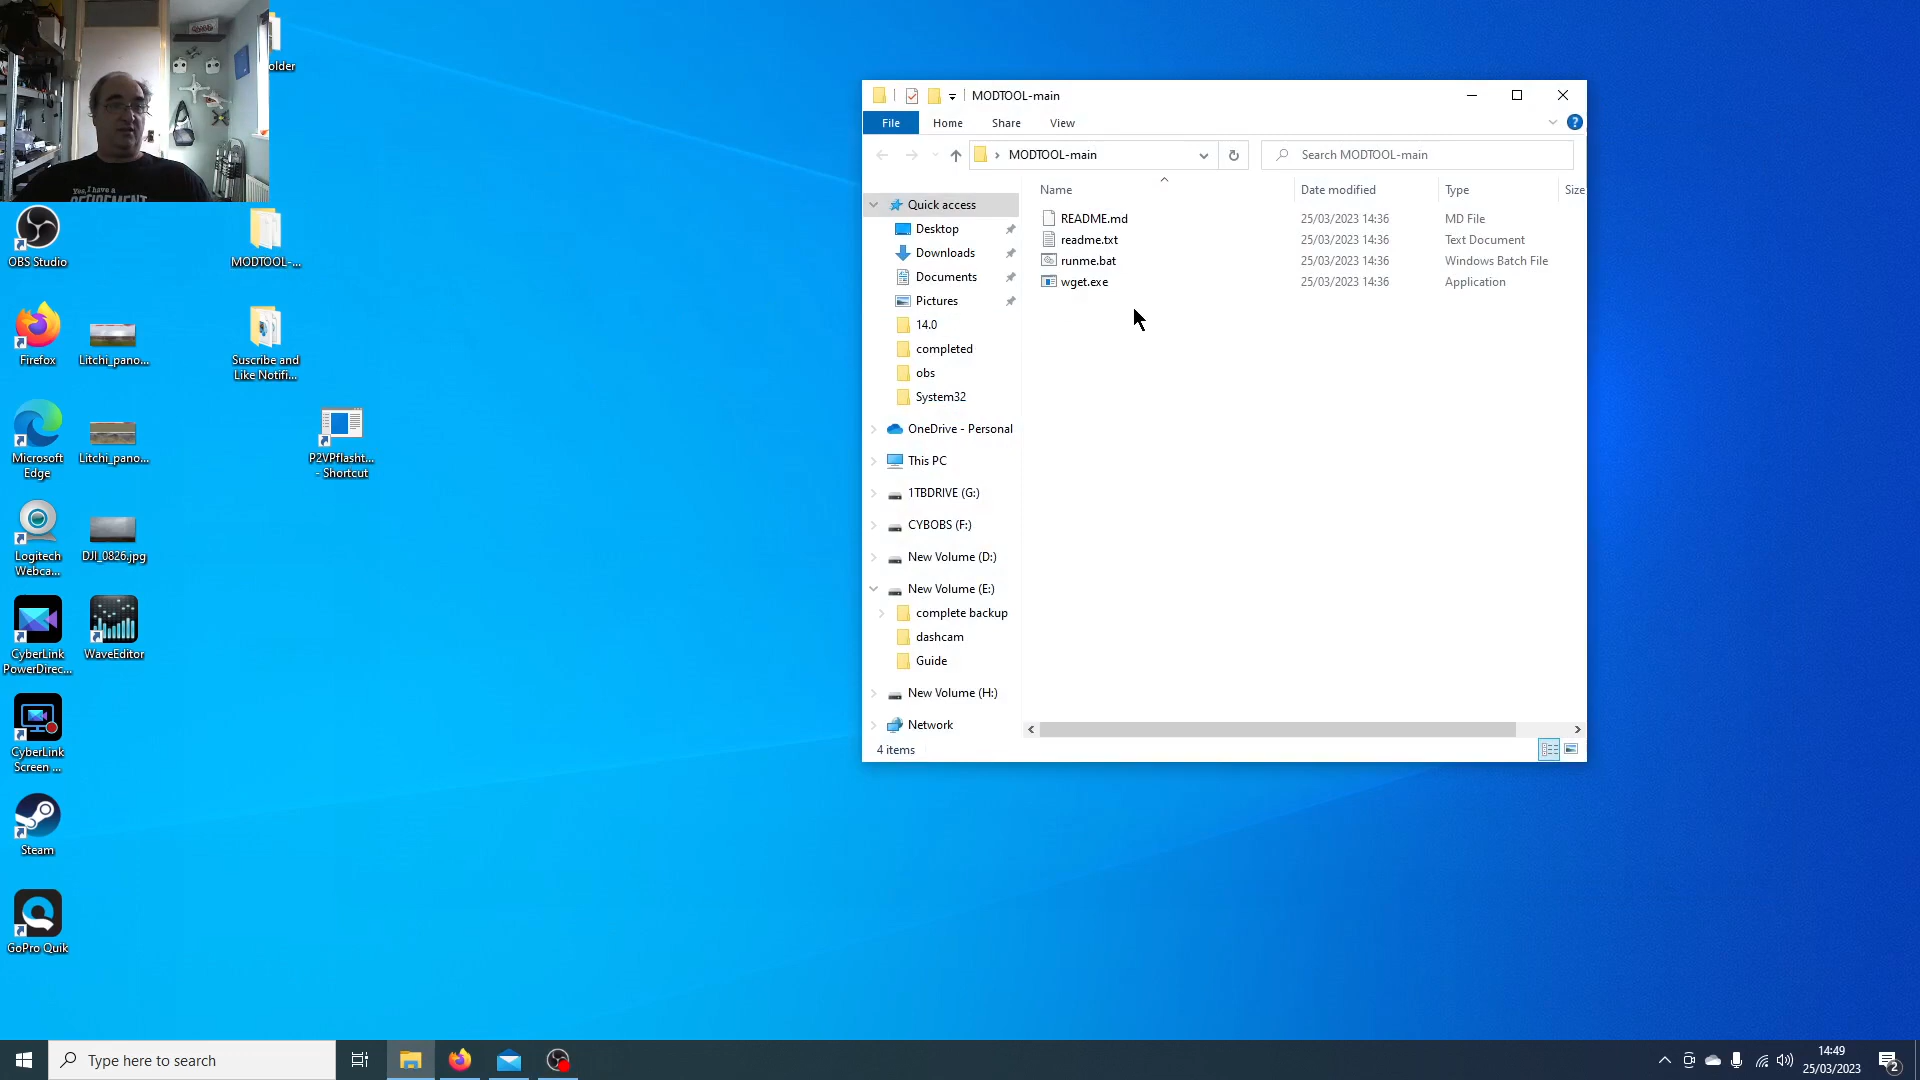 older
Yes, I have a
RETIREMENT
OBS Studio
MODTOOL-...
Firefox
Litchi_pano...
Suscribe and
Like Notifi...
Microsoft
Edge
Litchi_pano...
P2VPflasht...
- Shortcut
Logitech
Webca...
DJI_0826.jpg
CyberLink
PowerDirec...
WaveEditor
CyberLink
Screen ...
Steam
GoPro Quik
MODTOOL-main
File Home Share View
MODTOOL-main
Search MODTOOL-main
Name Date modified Type Size
README.md 25/03/2023 14:36 MD File
readme.txt 25/03/2023 14:36 Text Document
runme.bat 25/03/2023 14:36 Windows Batch File
wget.exe 25/03/2023 14:36 Application
Quick access
Desktop
Downloads
Documents
Pictures
14.0
completed
obs
System32
OneDrive - Personal
This PC
1TBDRIVE (G:)
CYBOBS (F:)
New Volume (D:)
New Volume (E:)
complete backup
dashcam
Guide
New Volume (H:)
Network
4 items
Type here to search
14:49
25/03/2023
2